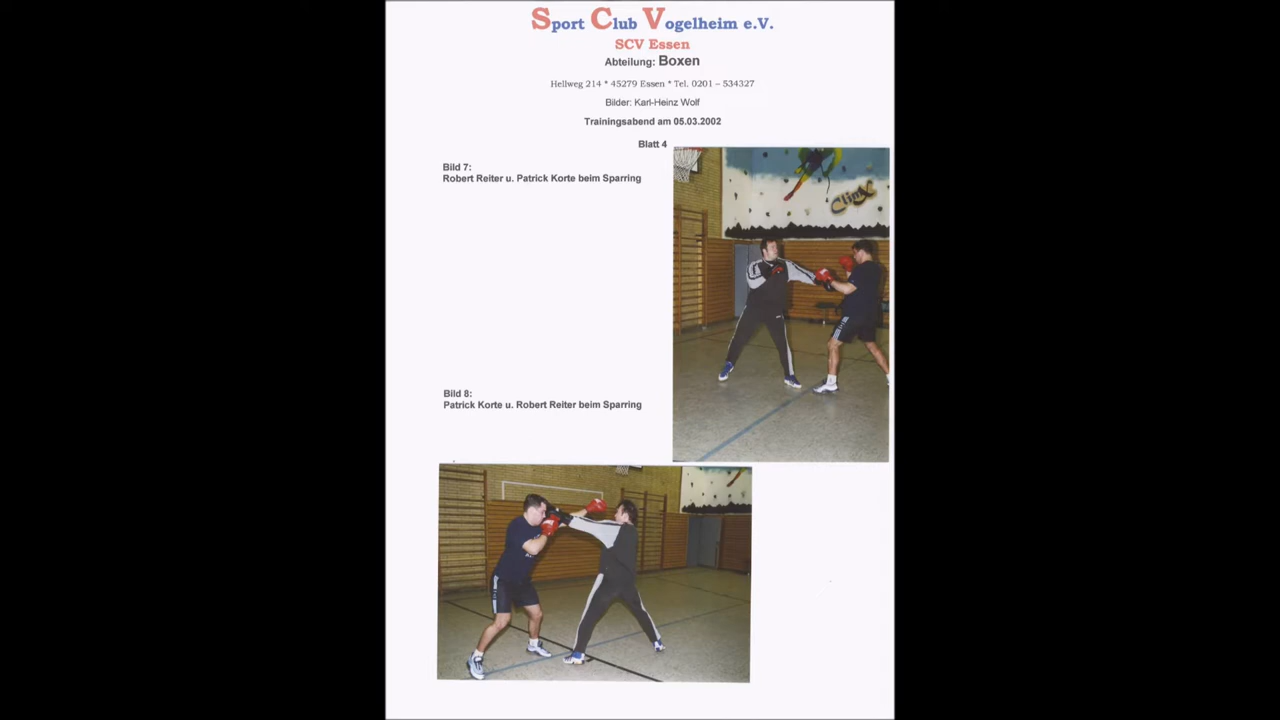 Sport Club Vogelheim e.V.
SCV Essen
Abteilung: Boxen
Hellweg 214 * 45279 Essen * Tel. 0201 – 534327
Bilder: Karl-Heinz Wolf
Trainingsabend am 05.03.2002
Blatt 4
Bild 7:
Robert Reiter u. Patrick Korte beim Sparring
ClimX
Bild 8:
Patrick Korte u. Robert Reiter beim Sparring